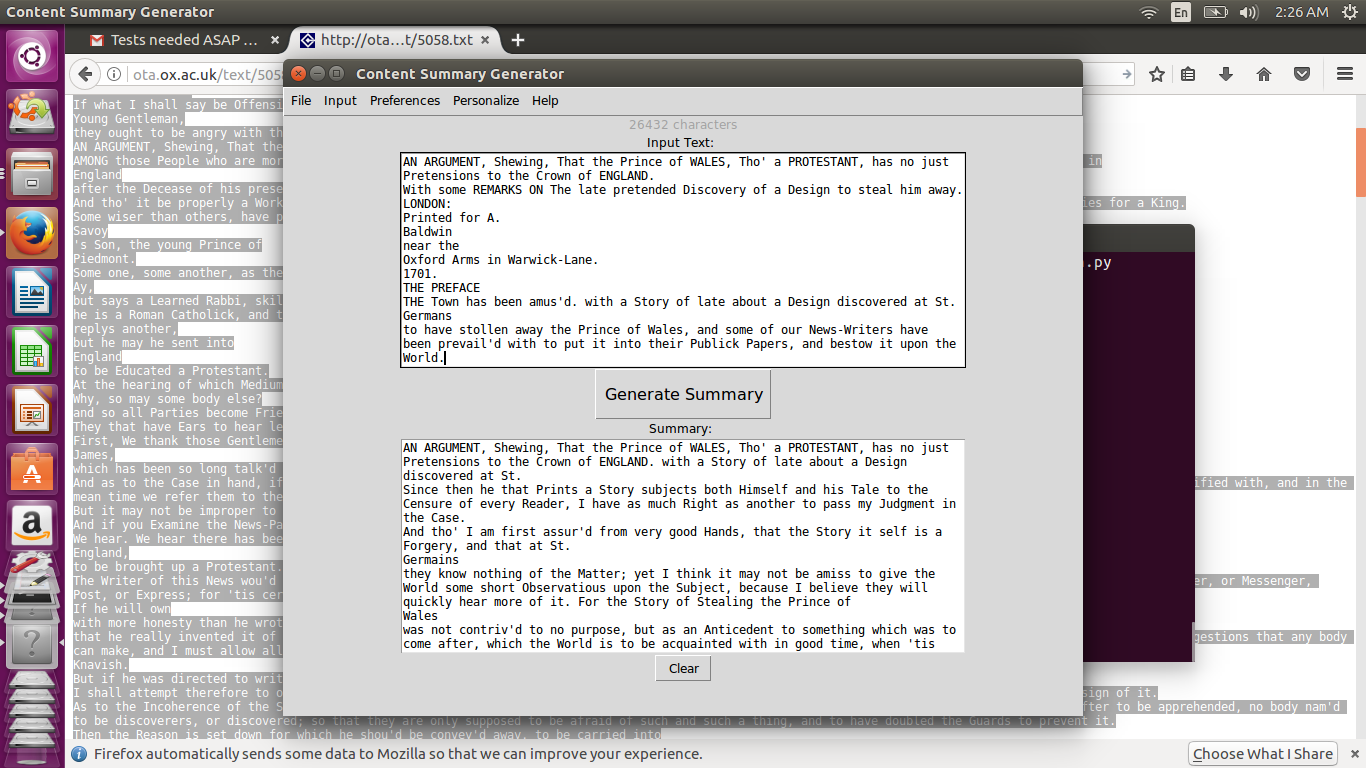 Content Summary Generator
En
2:26 AM
Tests needed ASAP ...
http://ota...t/5058.txt
ota.ox.ac.uk/text/505
Content Summary Generator
File Input Preferences Personalize Help
26432 characters
Input Text:
AN ARGUMENT, Shewing, That the Prince of WALES, Tho' a PROTESTANT, has no just
Pretensions to the Crown of ENGLAND.
With some REMARKS ON The late pretended Discovery of a Design to steal him away.
LONDON:
Printed for A.
Baldwin
near the
Oxford Arms in Warwick-Lane.
1701.
THE PREFACE
THE Town has been amus'd. with a Story of late about a Design discovered at St.
Germans
to have stollen away the Prince of Wales, and some of our News-Writers have
been prevail'd with to put it into their Publick Papers, and bestow it upon the
World.
Generate Summary
Summary:
AN ARGUMENT, Shewing, That the Prince of WALES, Tho' a PROTESTANT, has no just
Pretensions to the Crown of ENGLAND. with a Story of late about a Design
discovered at St.
Since then he that Prints a Story subjects both Himself and his Tale to the
Censure of every Reader, I have as much Right as another to pass my Judgment in
the Case.
And tho' I am first assur'd from very good Hands, that the Story it self is a
Forgery, and that at St.
Germains
they know nothing of the Matter; yet I think it may not be amiss to give the
World some short Observatious upon the Subject, because I believe they will
quickly hear more of it. For the Story of Stealing the Prince of
Wales
was not contriv'd to no purpose, but as an Anticedent to something which was to
come after, which the World is to be acquainted with in good time, when 'tis
Clear
If what I shall say be Offensi
Young Gentleman,
they ought to be angry with th
AN ARGUMENT, Shewing, That the
AMONG those People who are mor
in
England
after the Decease of his prese
And tho' it be properly a Work
ies for a King.
Some wiser than others, have p
Savoy
's Son, the young Prince of
Piedmont.
Some one, some another, as the
Ay,
but says a Learned Rabbi, skil
he is a Roman Catholick, and t
replys another,
but he may he sent into
England
to be Educated a Protestant.
At the hearing of which Medium
Why, so may some body else?
and so all Parties become Frie
They that have Ears to hear le
First, We thank those Gentleme
James,
which has been so long talk'd
And as to the Case in hand, if
ified with, and in the
mean time we refer them to the
But it may not be improper to
And if you Examine the News-Pa
We hear. We hear there has bee
England,
to be brought up a Protestant.
The Writer of this News wou'd
er, or Messenger,
Post, or Express; for 'tis cer
If he will own
with more honesty than he wrot
that he really invented it of
gestions that any body
can make, and I must allow all
Knavish.
But if he was directed to writ
I shall attempt therefore to o
sign of it.
As to the Incoherence of the S
fter to be apprehended, no body nam'd
to be discoverers, or discovered; so that they are only supposed to be afraid of such and such a thing, and to have doubled the Guards to prevent it.
Then the Reason is set down for which he shou'd be convey'd away, to be carried into
.py
Firefox automatically sends some data to Mozilla so that we can improve your experience.
Choose What I Share